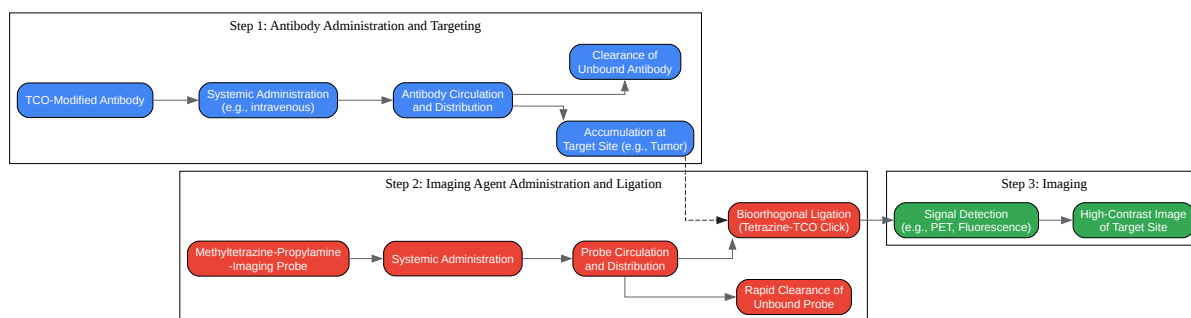 Step 1: Antibody Administration and Targeting
TCO-Modified Antibody
Systemic Administration
(e.g., intravenous)
Antibody Circulation
and Distribution
Clearance of
Unbound Antibody
Accumulation at
Target Site (e.g., Tumor)
Step 2: Imaging Agent Administration and Ligation
Methyltetrazine-Propylamine
-Imaging Probe
Systemic Administration
Probe Circulation
and Distribution
Bioorthogonal Ligation
(Tetrazine-TCO Click)
Rapid Clearance of
Unbound Probe
Step 3: Imaging
Signal Detection
(e.g., PET, Fluorescence)
High-Contrast Image
of Target Site